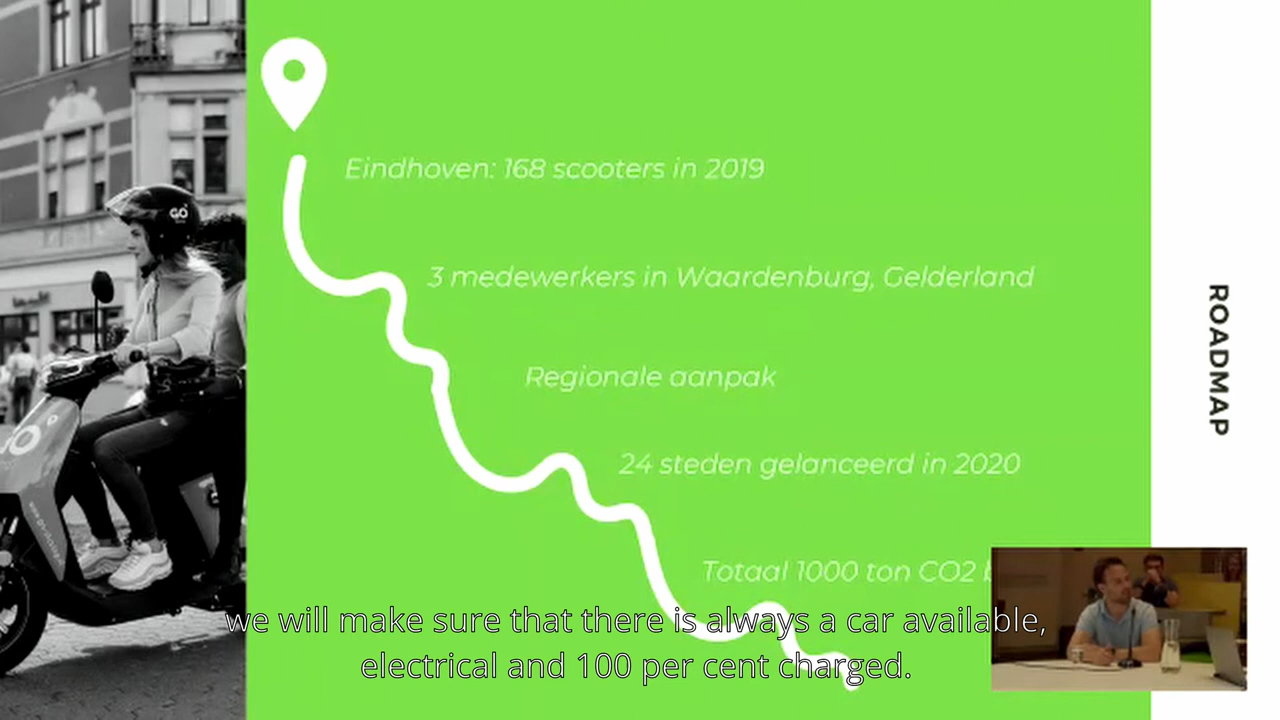 GO
Eindhoven: 168 scooters in 2019
3 medewerkers in Waardenburg, Gelderland
Regionale aanpak
24 steden gelanceerd in 2020
Totaal 1000 ton CO2
ROADMAP
we will make sure that there is always a car available,
electrical and 100 per cent charged.